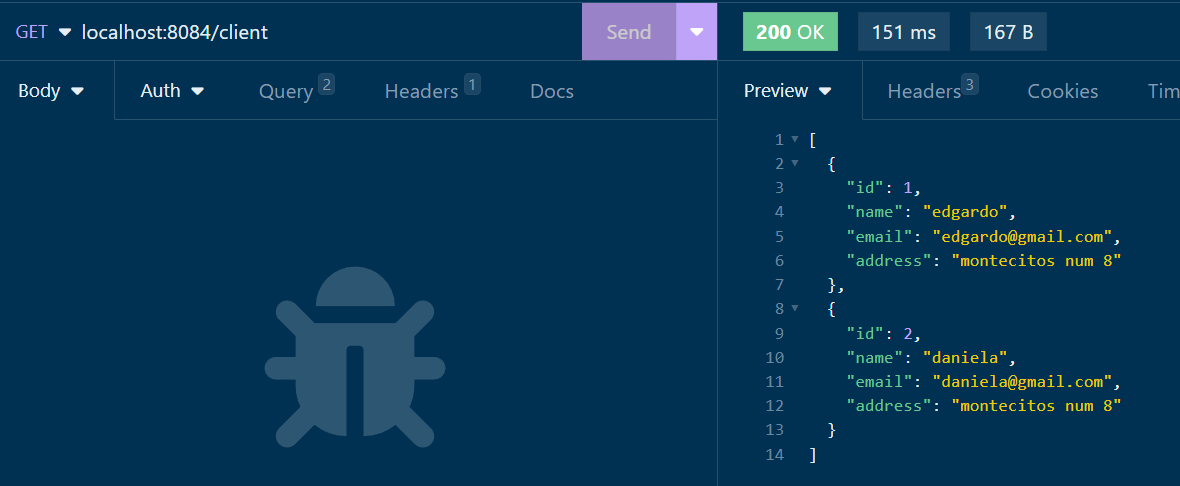 GET localhost:8084/client Send 200 OK 151 ms 167 B
Body Auth Query 2 Headers 1 Docs Preview Headers 3 Cookies Tim
1 [
2 {
3 "id": 1,
4 "name": "edgardo",
5 "email": "edgardo@gmail.com",
6 "address": "montecitos num 8"
7 },
8 {
9 "id": 2,
10 "name": "daniela",
11 "email": "daniela@gmail.com",
12 "address": "montecitos num 8"
13 }
14 ]